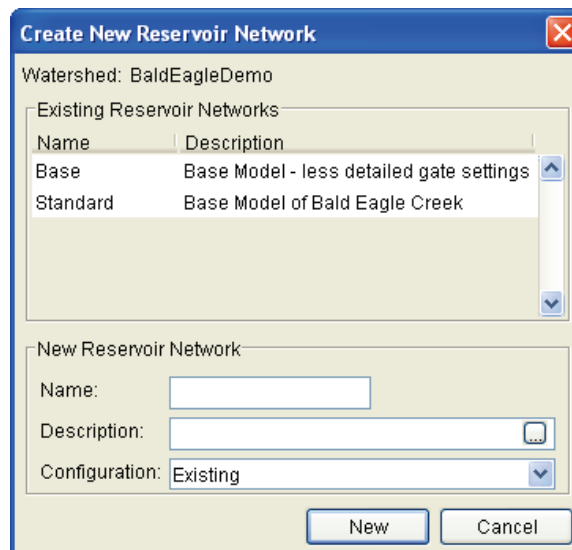 Create New Reservoir Network
Watershed: BaldEagleDemo
Existing Reservoir Networks
Name Description
Base Base Model - less detailed gate settings
Standard Base Model of Bald Eagle Creek
New Reservoir Network
Name:
Description: ...
Configuration: Existing
New Cancel